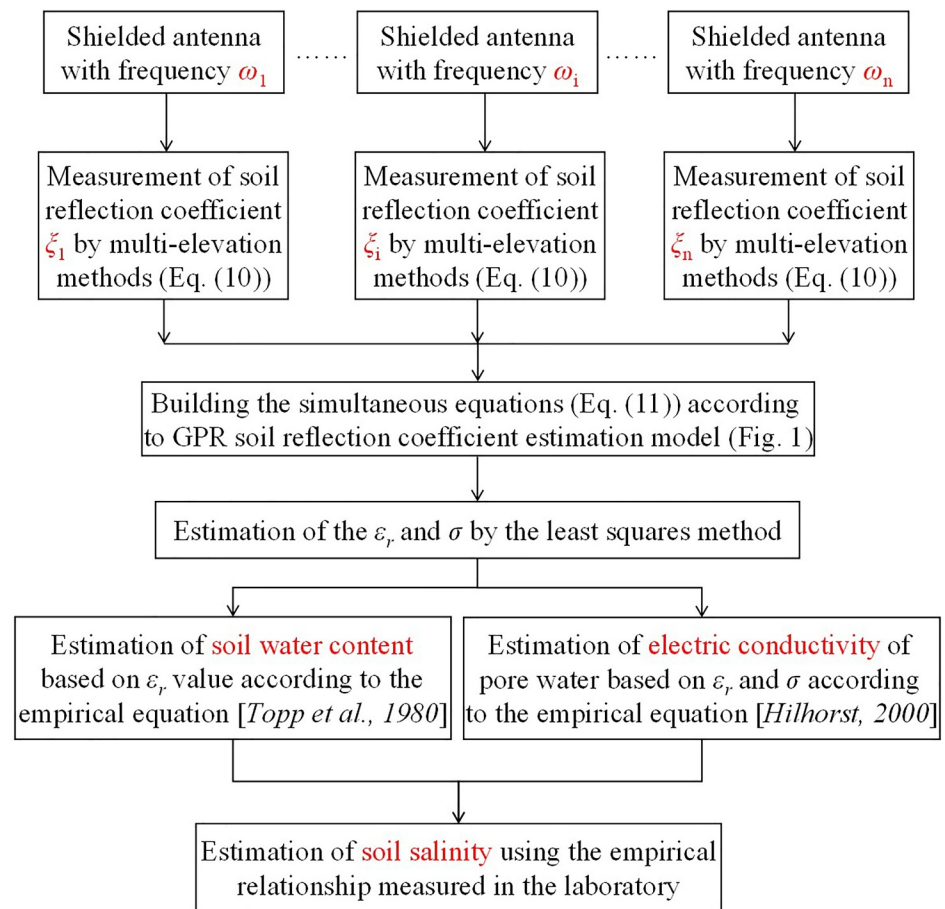 Shielded antenna
with frequency ω₁
……
Shielded antenna
with frequency ωᵢ
……
Shielded antenna
with frequency ωₙ
Measurement of soil
reflection coefficient
ξ₁ by multi-elevation
methods (Eq. (10))
Measurement of soil
reflection coefficient
ξᵢ by multi-elevation
methods (Eq. (10))
Measurement of soil
reflection coefficient
ξₙ by multi-elevation
methods (Eq. (10))
Building the simultaneous equations (Eq. (11)) according
to GPR soil reflection coefficient estimation model (Fig. 1)
Estimation of the εᵣ and σ by the least squares method
Estimation of soil water content
based on εᵣ value according to the
empirical equation [Topp et al., 1980]
Estimation of electric conductivity of
pore water based on εᵣ and σ according
to the empirical equation [Hilhorst, 2000]
Estimation of soil salinity using the empirical
relationship measured in the laboratory